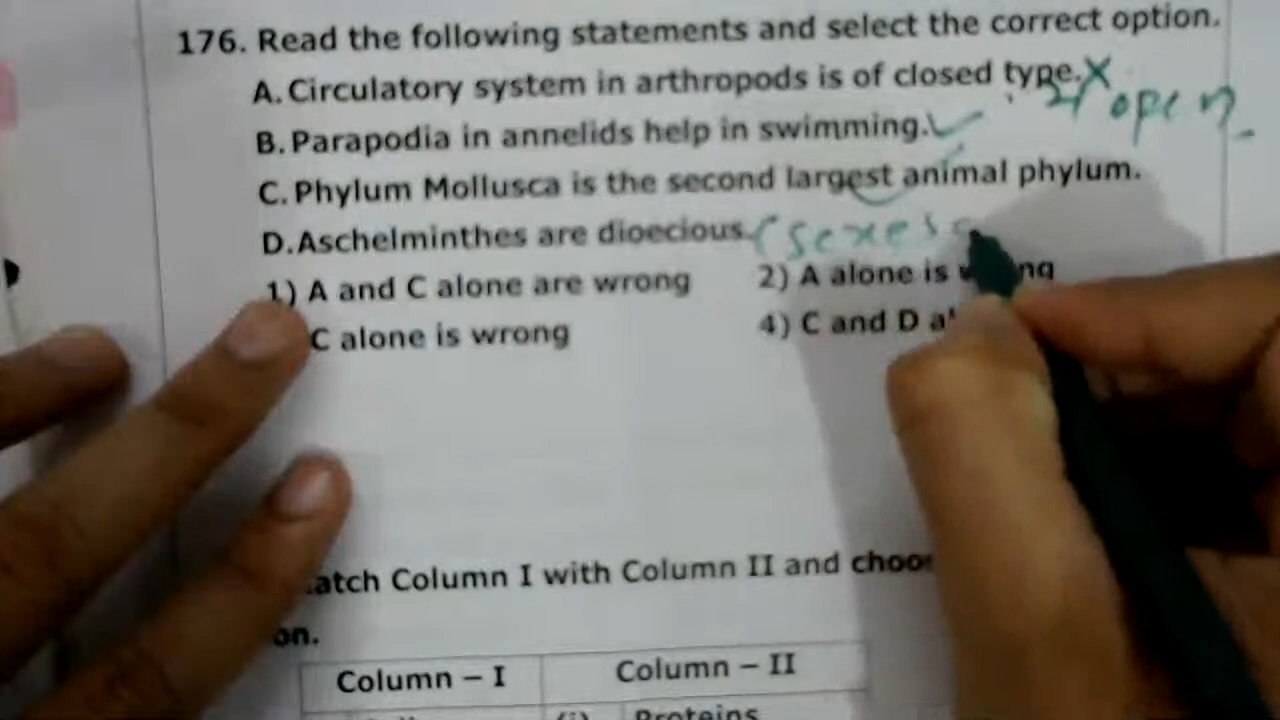 176. Read the following statements and select the correct option.
A. Circulatory system in arthropods is of closed type. X
open
B. Parapodia in annelids help in swimming. ✓
C. Phylum Mollusca is the second largest animal phylum.
D. Aschelminthes are dioecious. (sexes
1) A and C alone are wrong 2) A alone is
C alone is wrong 4) C and D
Column I with Column II and
on.
Column – I Column – II
(i) Proteins